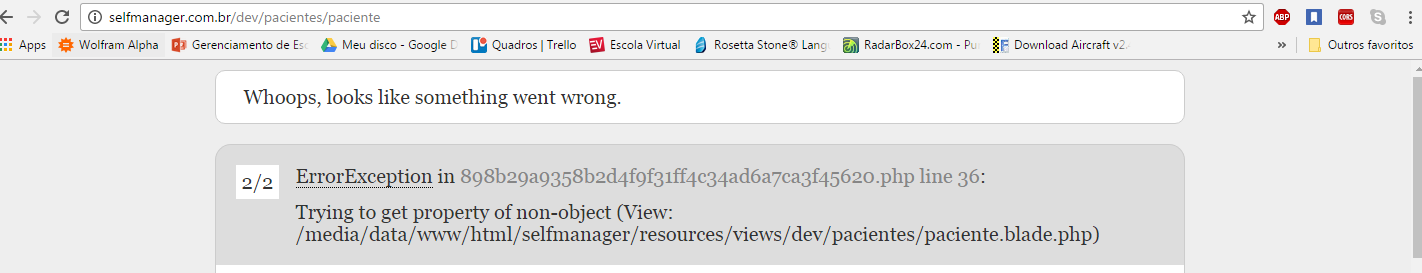 selfmanager.com.br/dev/pacientes/paciente
ABP CORS S
Apps Wolfram Alpha Gerenciamento de Esc Meu disco - Google D Quadros | Trello EV Escola Virtual Rosetta Stone® Lang RadarBox24.com - Pu Download Aircraft v2. » Outros favoritos
Whoops, looks like something went wrong.
2/2
ErrorException in 898b29a9358b2d4f9f31ff4c34ad6a7ca3f45620.php line 36:
Trying to get property of non-object (View:
/media/data/www/html/selfmanager/resources/views/dev/pacientes/paciente.blade.php)